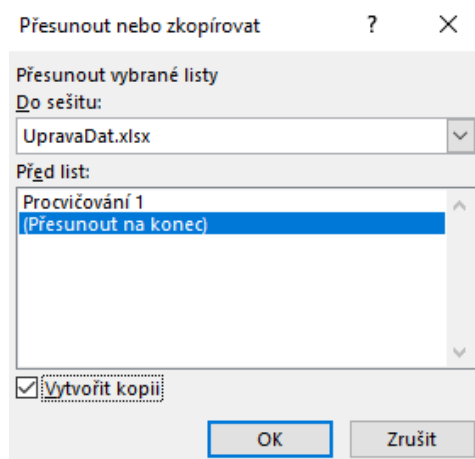 Přesunout nebo zkopírovat ?
Přesunout vybrané listy
Do sešitu:
UpravaDat.xlsx
Před list:
Procvičování 1
(Přesunout na konec)
Vytvořit kopii
OK Zrušit